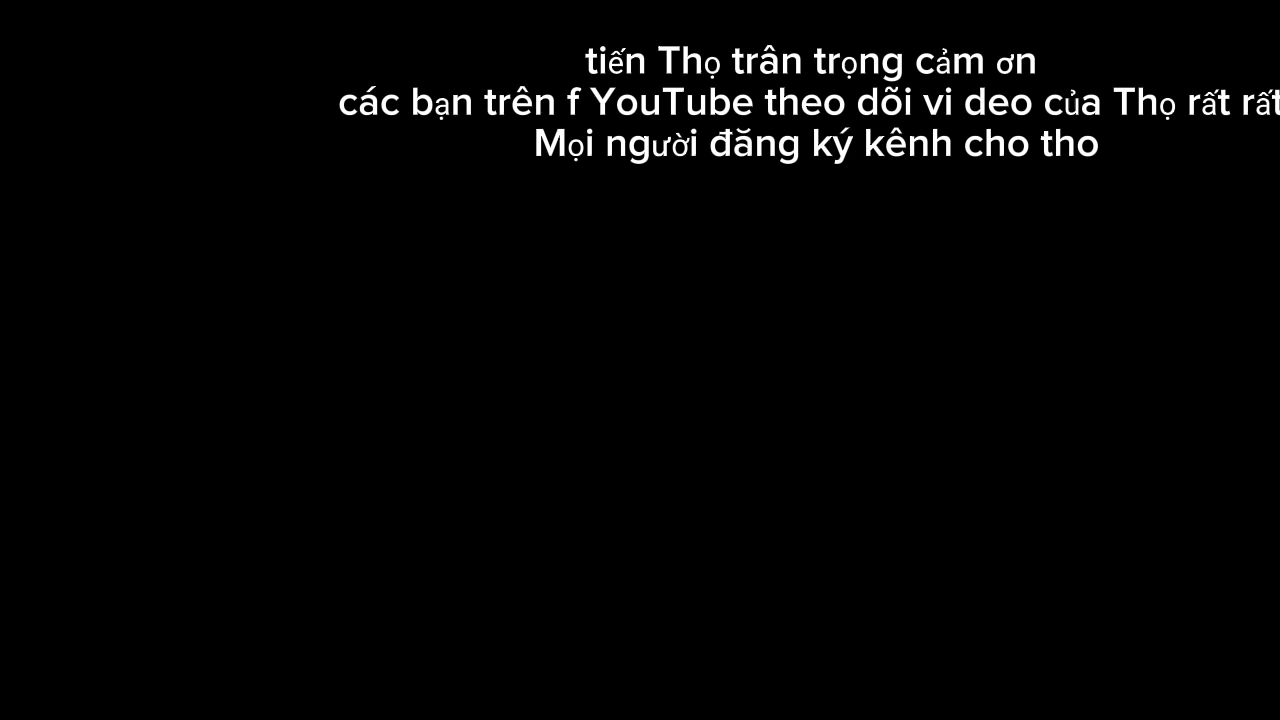 tiến Thọ trân trọng cảm ơn
các bạn trên f YouTube theo dõi vi deo của Thọ rất rất
Mọi người đăng ký kênh cho tho